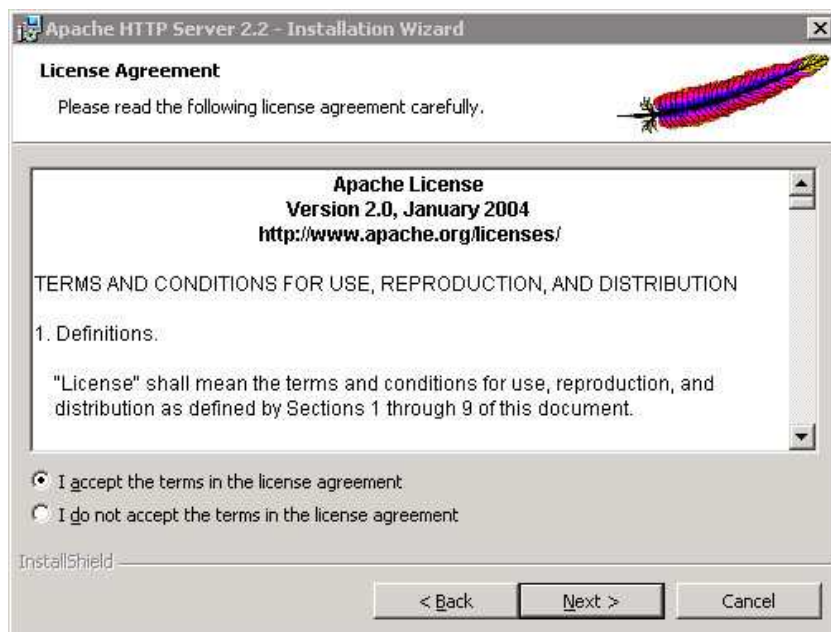 Apache HTTP Server 2.2 - Installation Wizard
License Agreement
Please read the following license agreement carefully.
Apache License
Version 2.0, January 2004
http://www.apache.org/licenses/
TERMS AND CONDITIONS FOR USE, REPRODUCTION, AND DISTRIBUTION
1. Definitions.
"License" shall mean the terms and conditions for use, reproduction, and
distribution as defined by Sections 1 through 9 of this document.
I accept the terms in the license agreement
I do not accept the terms in the license agreement
InstallShield
< Back
Next >
Cancel